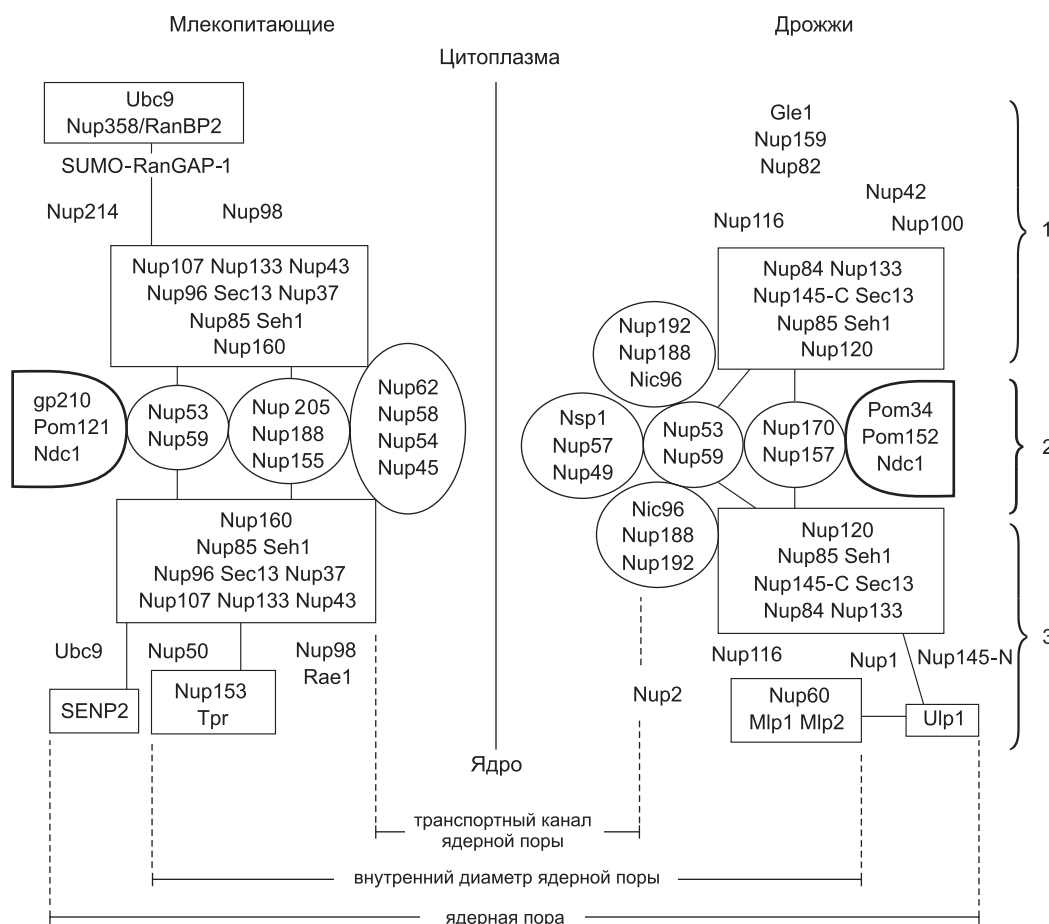 Млекопитающие
Дрожжи
Цитоплазма
Ubc9
Nup358/RanBP2
SUMO-RanGAP-1
Nup214
Nup98
Nup107 Nup133 Nup43
Nup96 Sec13 Nup37
Nup85 Seh1
Nup160
gp210
Pom121
Ndc1
Nup53
Nup59
Nup 205
Nup188
Nup155
Nup62
Nup58
Nup54
Nup45
Nup160
Nup85 Seh1
Nup96 Sec13 Nup37
Nup107 Nup133 Nup43
Ubc9
Nup50
Nup98
Rae1
SENP2
Nup153
Tpr
Gle1
Nup159
Nup82
Nup42
Nup116
Nup100
Nup84 Nup133
Nup145-C Sec13
Nup85 Seh1
Nup120
Nup192
Nup188
Nic96
Nsp1
Nup57
Nup49
Nup53
Nup59
Nup170
Nup157
Pom34
Pom152
Ndc1
Nic96
Nup188
Nup192
Nup120
Nup85 Seh1
Nup145-C Sec13
Nup84 Nup133
Nup116
Nup1
Nup145-N
Nup2
Nup60
Mlp1 Mlp2
Ulp1
1
2
3
Ядро
транспортный канал
ядерной поры
внутренний диаметр ядерной поры
ядерная пора